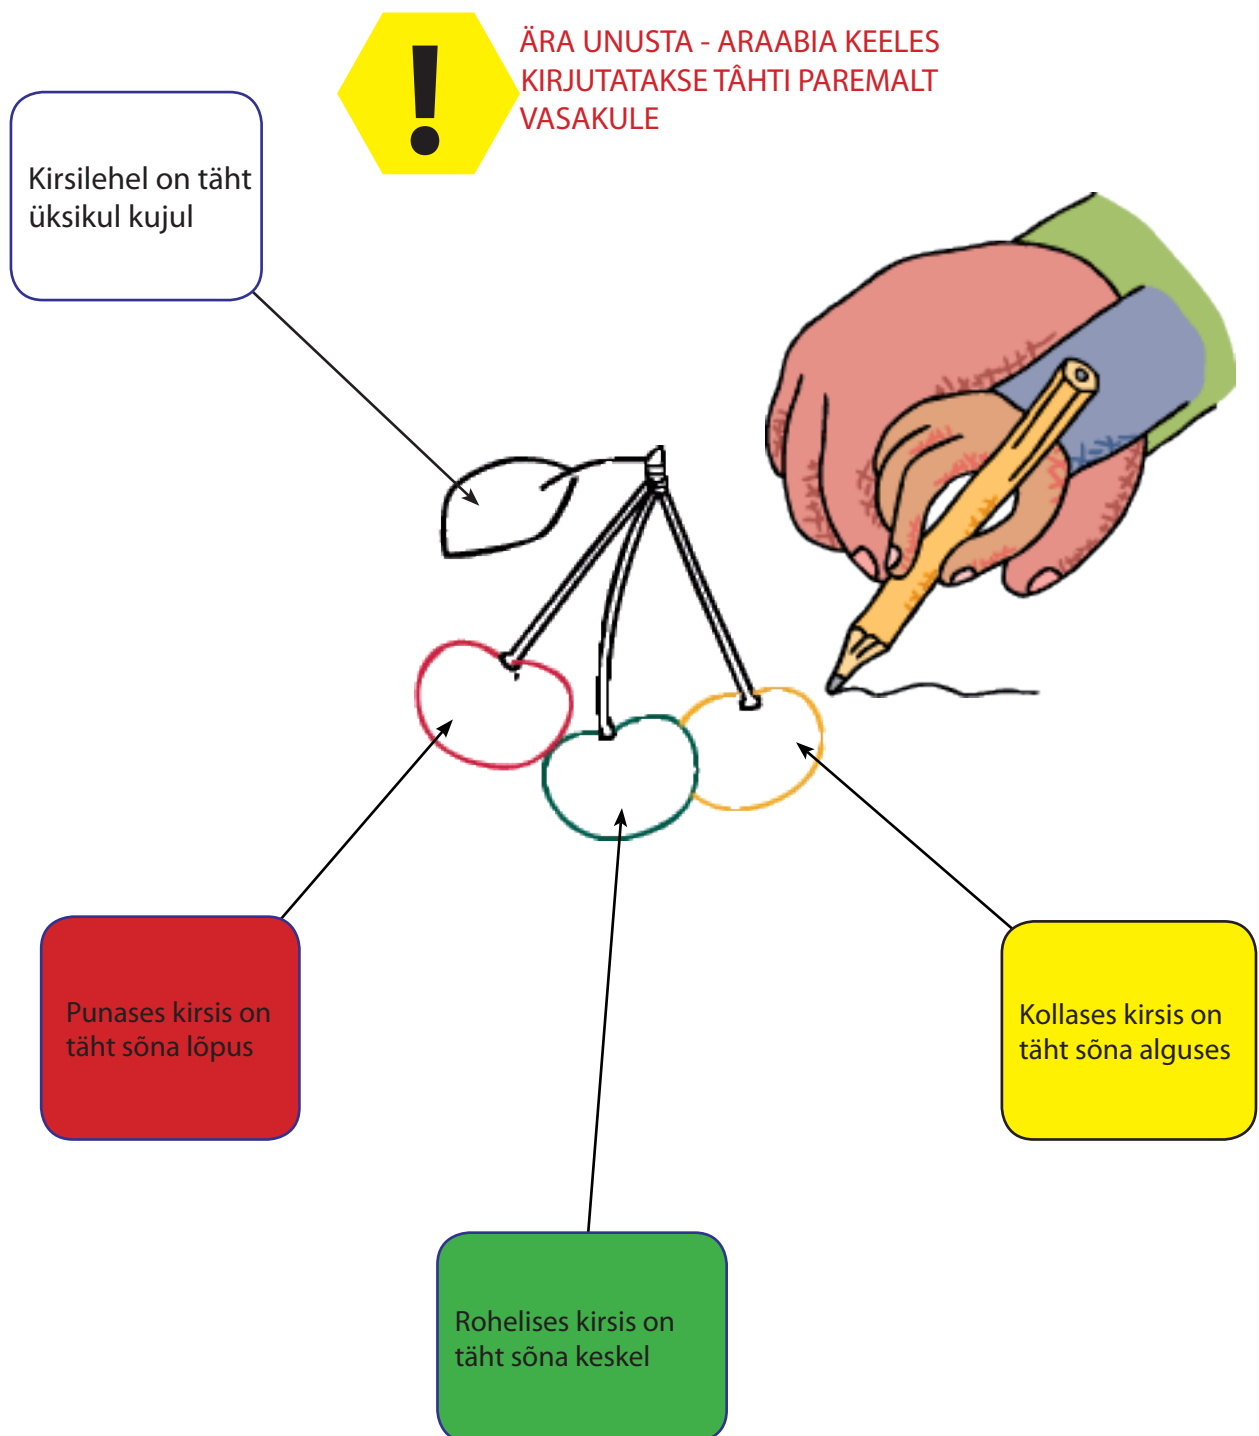 !
ÄRA UNUSTA - ARAABIA KEELES
KIRJUTATAKSE TÂHTI PAREMALT
VASAKULE
Kirsilehel on täht
üksikul kujul
Punases kirsis on
täht sõna lõpus
Kollases kirsis on
täht sõna alguses
Rohelises kirsis on
täht sõna keskel